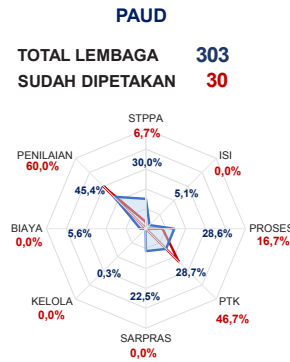 PAUD
TOTAL LEMBAGA 303
SUDAH DIPETAKAN 30
STPPA
6,7%
PENILAIAN
60,0%
ISI
0,0%
30,0%
45,4%
5,1%
BIAYA
0,0%
5,6%
28,6%
PROSES
16,7%
0,3%
28,7%
22,5%
KELOLA
0,0%
PTK
46,7%
SARPRAS
0,0%